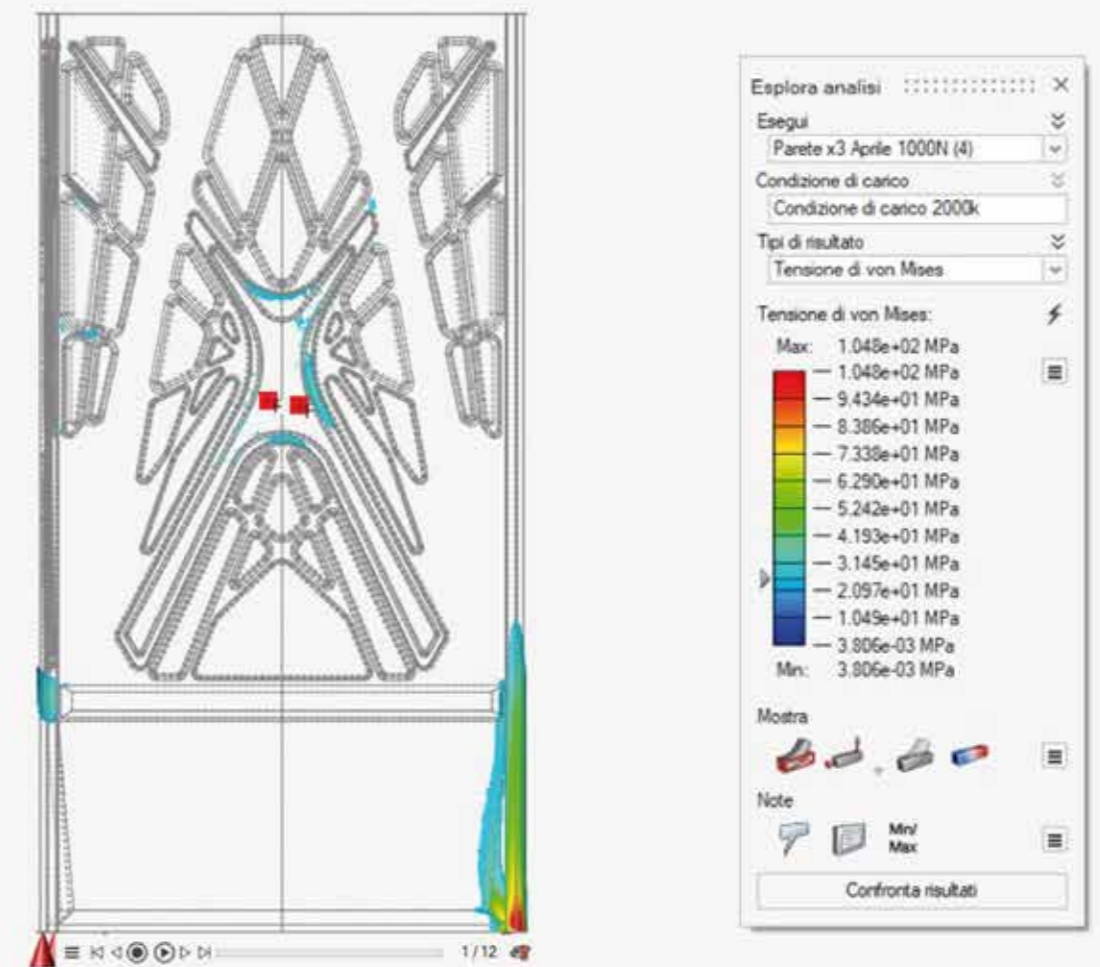 Esplora analisi
Esegui
Parete x3 Aprile 1000N (4)
Condizione di carico
Condizione di carico 2000k
Tipi di risultato
Tensione di von Mises
Tensione di von Mises:
Max: 1.048e+02 MPa
1.048e+02 MPa
9.434e+01 MPa
8.386e+01 MPa
7.338e+01 MPa
6.290e+01 MPa
5.242e+01 MPa
4.193e+01 MPa
3.145e+01 MPa
2.097e+01 MPa
1.049e+01 MPa
3.806e-03 MPa
Min: 3.806e-03 MPa
Mostra
Note
Min/
Max
Confronta risultati
1/12